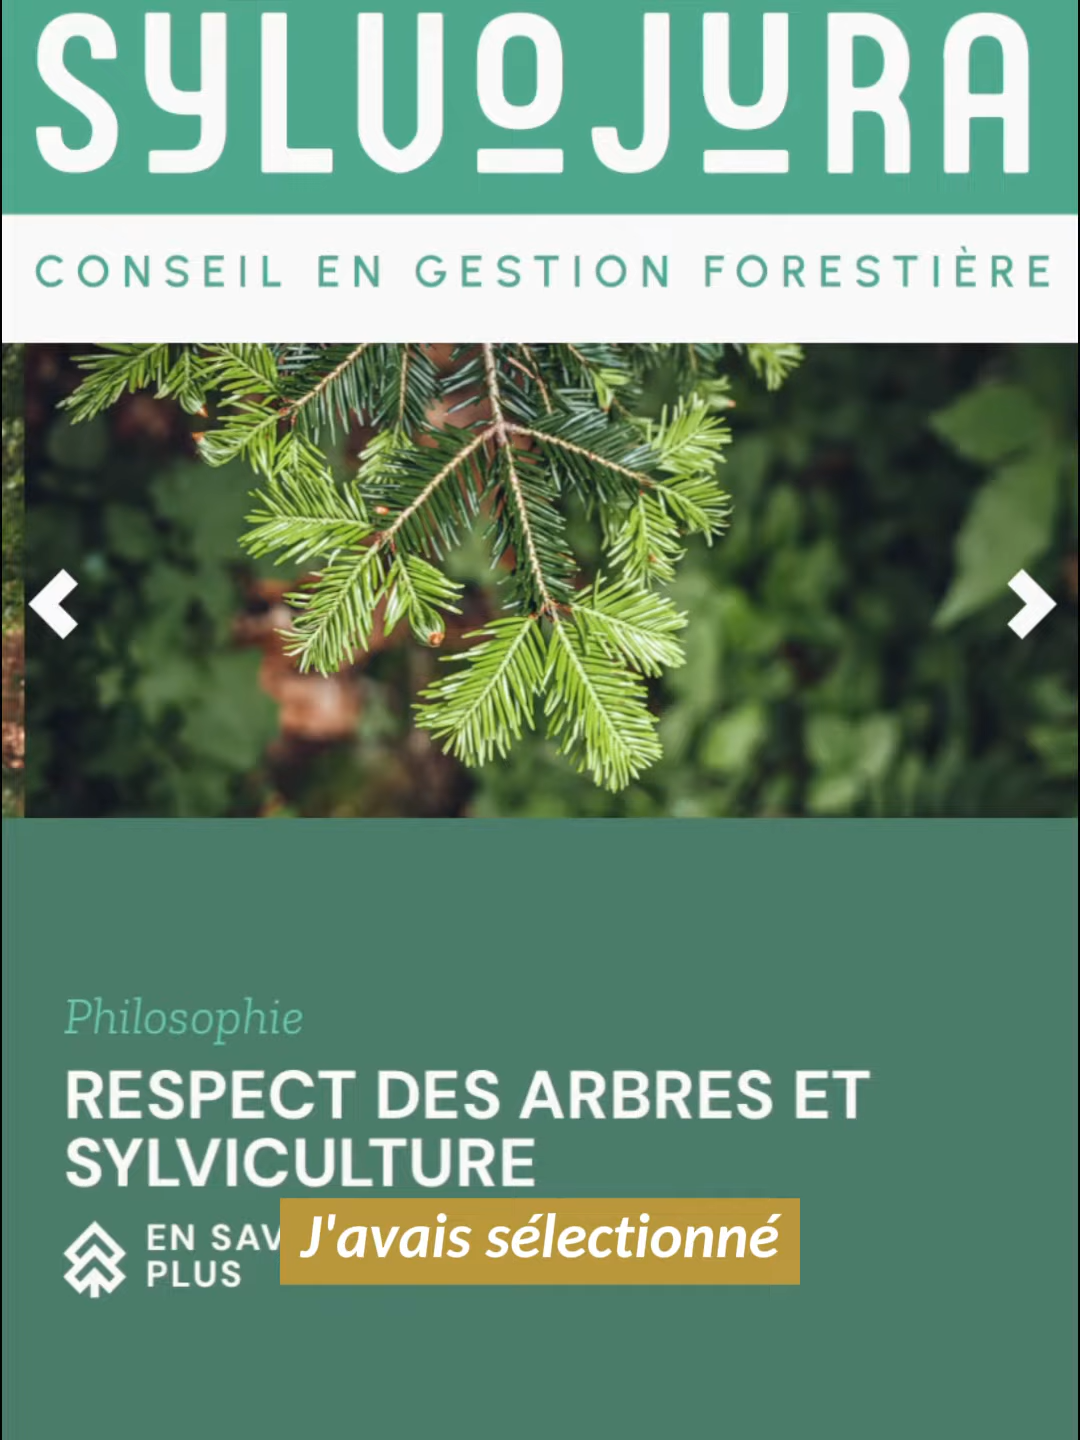 SYLVOJURA
CONSEIL EN GESTION FORESTIÈRE
Philosophie
RESPECT DES ARBRES ET
SYLVICULTURE
EN SAV
PLUS
J'avais sélectionné